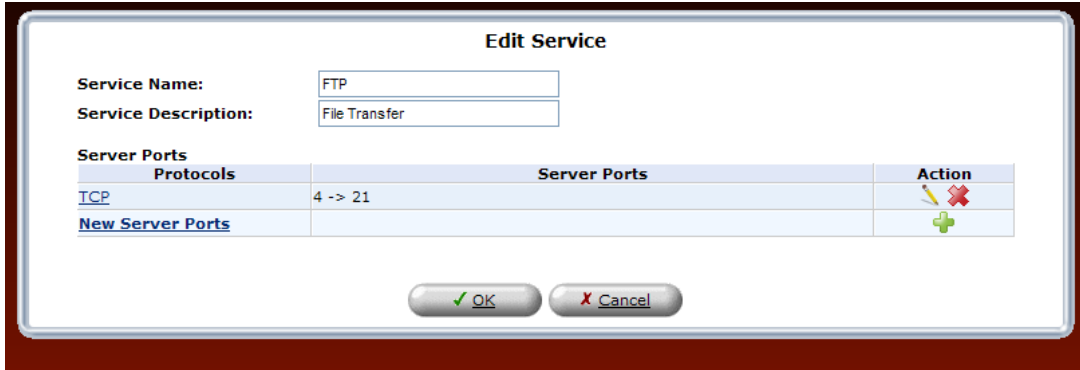 Edit Service
Service Name: FTP
Service Description: File Transfer
Server Ports
Protocols Server Ports Action
TCP 4 -> 21
New Server Ports
OK Cancel